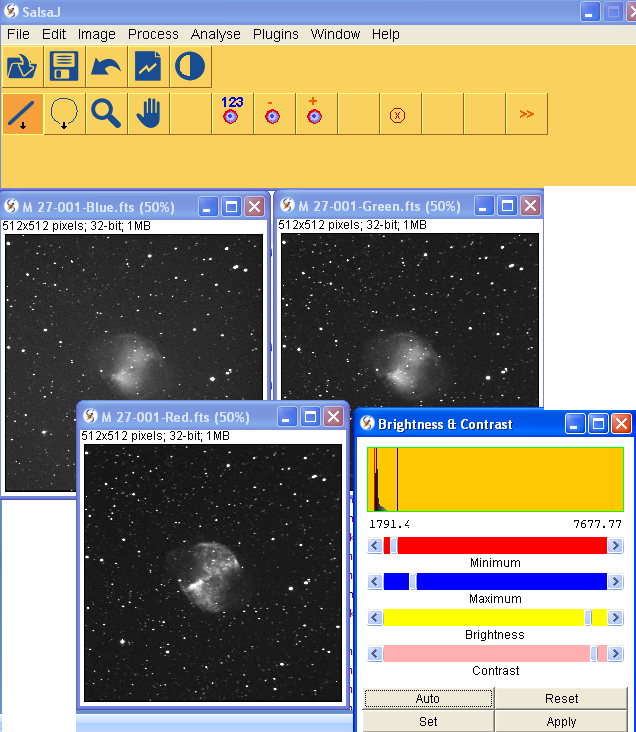 SalsaJ
File Edit Image Process Analyse Plugins Window Help
123 - +
x >>
M 27-001-Blue.fts (50%)
512x512 pixels; 32-bit; 1MB
M 27-001-Green.fts (50%)
512x512 pixels; 32-bit; 1MB
M 27-001-Red.fts (50%)
512x512 pixels; 32-bit; 1MB
Brightness & Contrast
1791.4 7677.77
Minimum
Maximum
Brightness
Contrast
Auto Reset
Set Apply